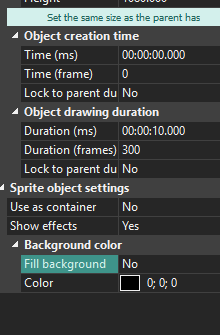 Height 1080.000
Set the same size as the parent has
Object creation time
Time (ms) 00:00:00.000
Time (frame) 0
Lock to parent du No
Object drawing duration
Duration (ms) 00:00:10.000
Duration (frames) 300
Lock to parent du No
Sprite object settings
Use as container No
Show effects Yes
Background color
Fill background No
Color 0; 0; 0